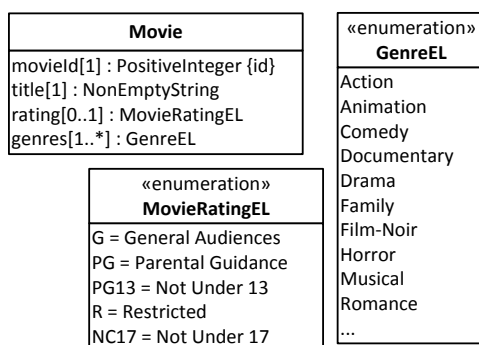 Movie
movieId[1] : PositiveInteger {id}
title[1] : NonEmptyString
rating[0..1] : MovieRatingEL
genres[1..*] : GenreEL
«enumeration»
MovieRatingEL
G = General Audiences
PG = Parental Guidance
PG13 = Not Under 13
R = Restricted
NC17 = Not Under 17
«enumeration»
GenreEL
Action
Animation
Comedy
Documentary
Drama
Family
Film-Noir
Horror
Musical
Romance
...